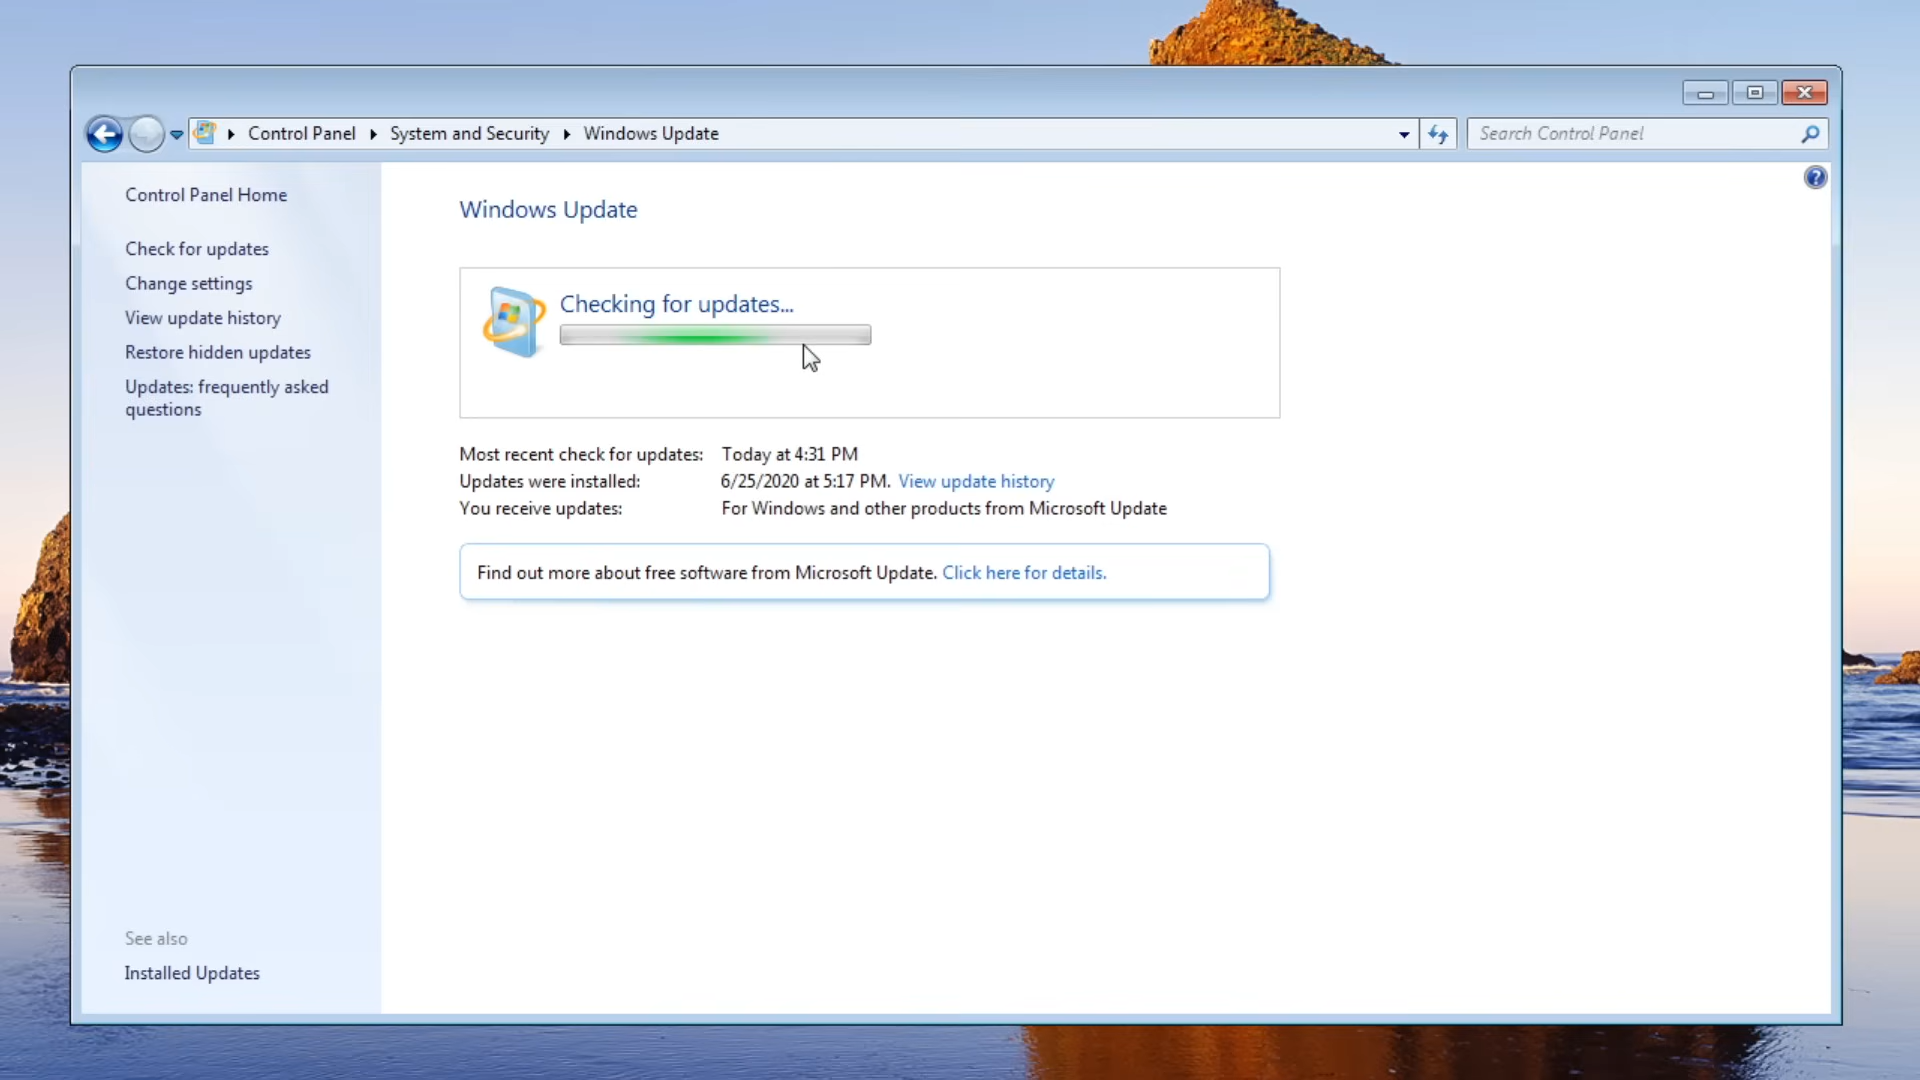 Control Panel
System and Security
Windows Update
Search Control Panel
Control Panel Home
Check for updates
Change settings
View update history
Restore hidden updates
Updates: frequently asked
questions
See also
Installed Updates
Windows Update
Checking for updates...
Most recent check for updates: Today at 4:31 PM
Updates were installed: 6/25/2020 at 5:17 PM. View update history
You receive updates: For Windows and other products from Microsoft Update
Find out more about free software from Microsoft Update. Click here for details.